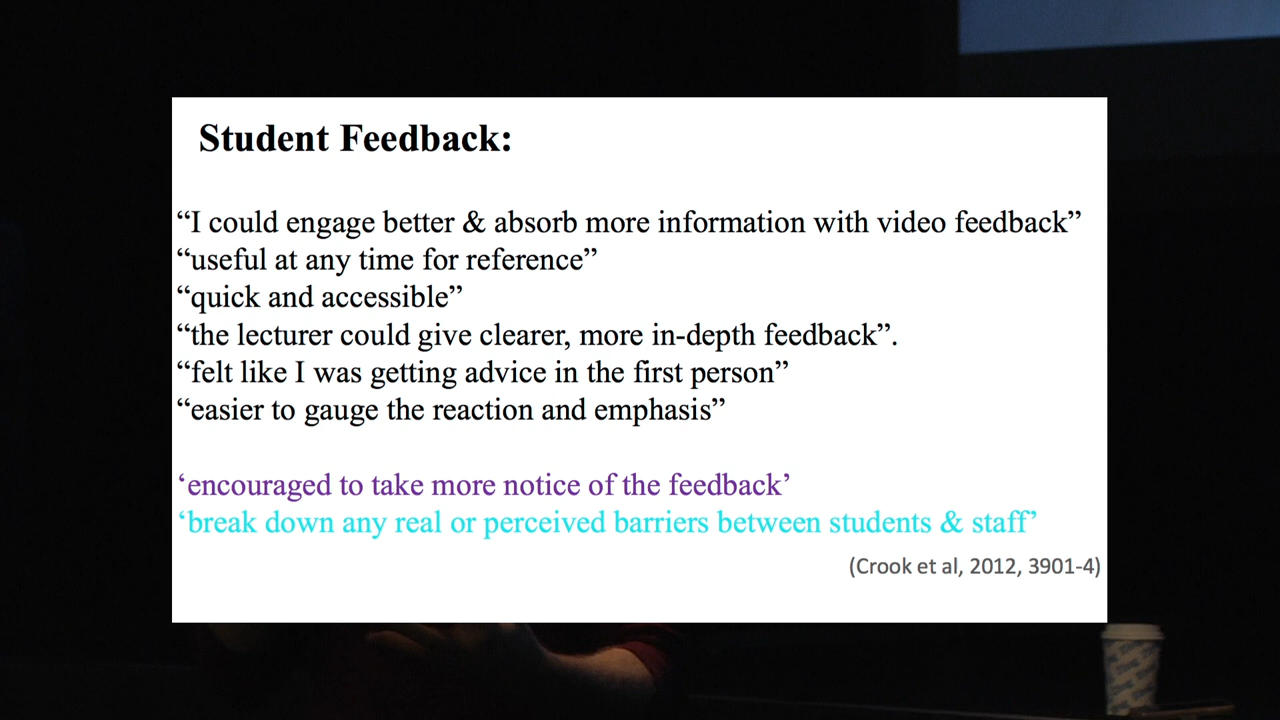 Student Feedback:
“I could engage better & absorb more information with video feedback”
“useful at any time for reference”
“quick and accessible”
“the lecturer could give clearer, more in-depth feedback”.
“felt like I was getting advice in the first person”
“easier to gauge the reaction and emphasis”
‘encouraged to take more notice of the feedback’
‘break down any real or perceived barriers between students & staff’
(Crook et al, 2012, 3901-4)